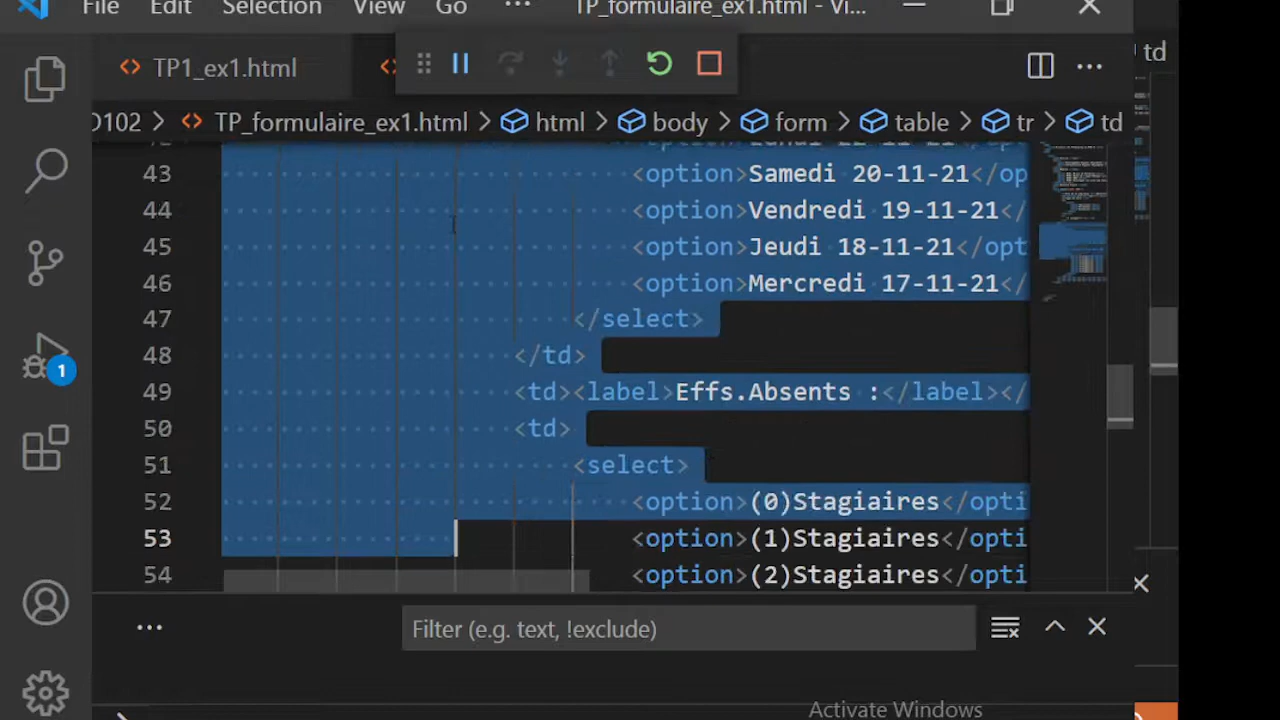 File Edit Selection View Go ··· TP_formulaire_ex1.html - Vi...
TP1_ex1.html
td
D102 > TP_formulaire_ex1.html > html > body > form > table > tr > td
43 <option>Samedi 20-11-21</op
44 <option>Vendredi 19-11-21</
45 <option>Jeudi 18-11-21</opt
46 <option>Mercredi 17-11-21</
47 </select>
48 </td>
49 <td><label>Effs.Absents :</label></
50 <td>
51 <select>
52 <option>(0)Stagiaires</opti
53 <option>(1)Stagiaires</opti
54 <option>(2)Stagiaires</opti
1
··· Filter (e.g. text, !exclude)
Activate Windows